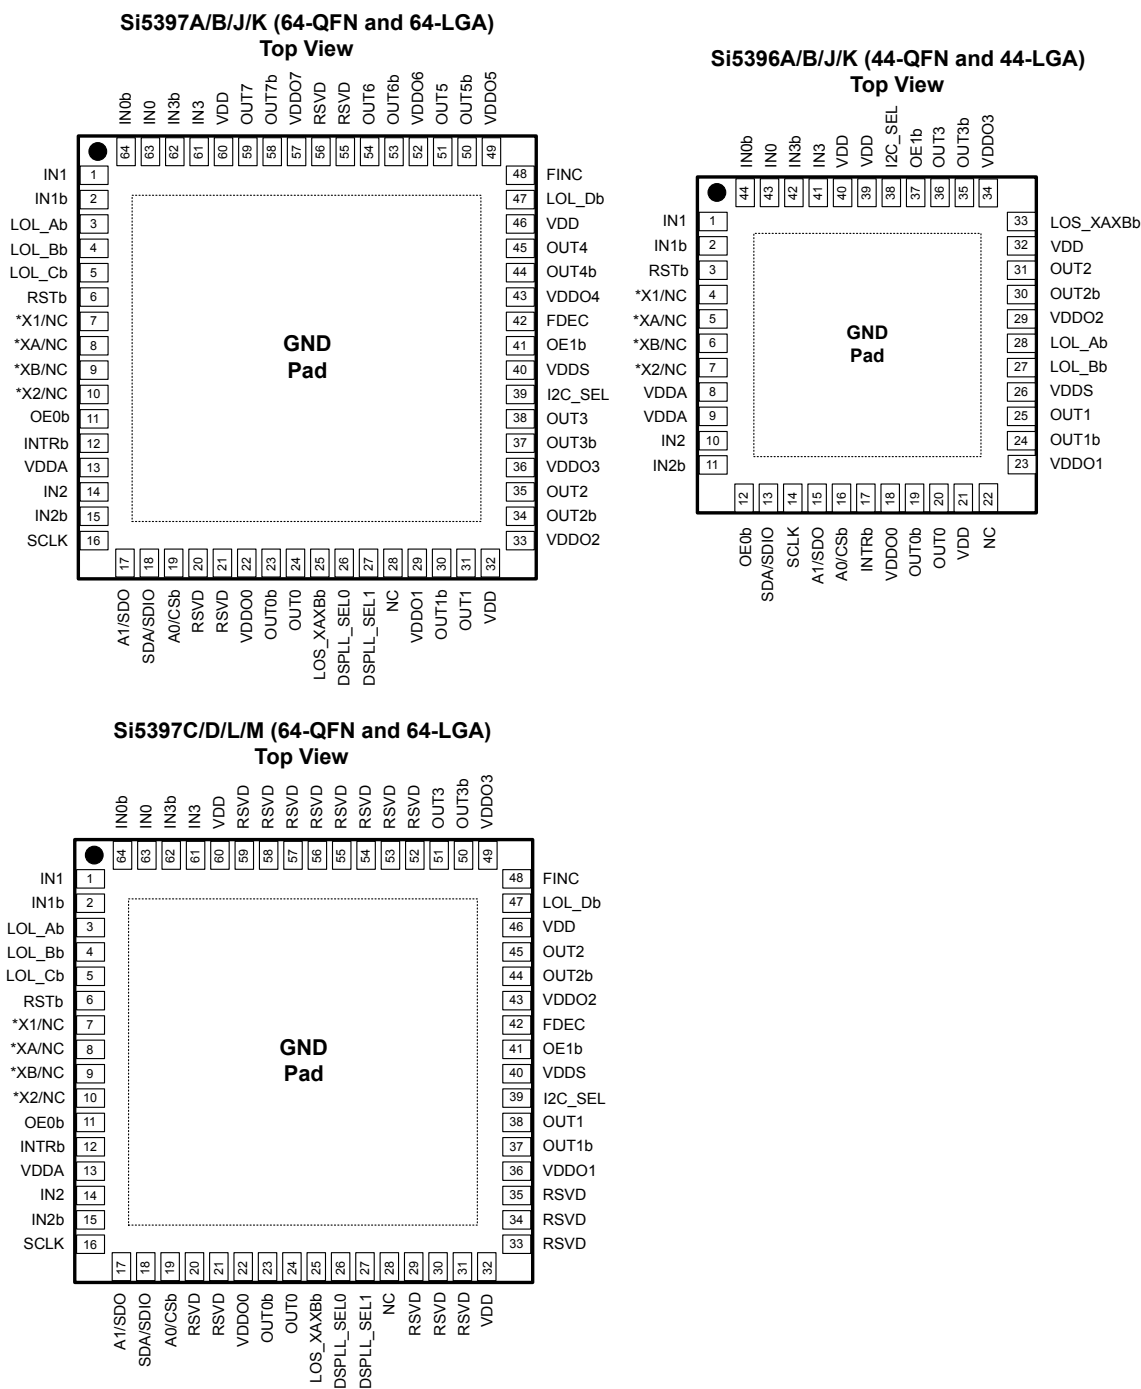 Si5397A/B/J/K (64-QFN and 64-LGA)
Top View
IN0b
IN0
IN3b
IN3
VDD
OUT7
OUT7b
VDDO7
RSVD
RSVD
OUT6
OUT6b
VDDO6
OUT5
OUT5b
VDDO5
64
63
62
61
60
59
58
57
56
55
54
53
52
51
50
49
IN1 1
IN1b 2
LOL_Ab 3
LOL_Bb 4
LOL_Cb 5
RSTb 6
*X1/NC 7
*XA/NC 8
*XB/NC 9
*X2/NC 10
OE0b 11
INTRb 12
VDDA 13
IN2 14
IN2b 15
SCLK 16
GND
Pad
48 FINC
47 LOL_Db
46 VDD
45 OUT4
44 OUT4b
43 VDDO4
42 FDEC
41 OE1b
40 VDDS
39 I2C_SEL
38 OUT3
37 OUT3b
36 VDDO3
35 OUT2
34 OUT2b
33 VDDO2
17
18
19
20
21
22
23
24
25
26
27
28
29
30
31
32
A1/SDO
SDA/SDIO
A0/CSb
RSVD
RSVD
VDDO0
OUT0b
OUT0
LOS_XAXBb
DSPLL_SEL0
DSPLL_SEL1
NC
VDDO1
OUT1b
OUT1
VDD
Si5396A/B/J/K (44-QFN and 44-LGA)
Top View
IN0b
IN0
IN3b
IN3
VDD
VDD
I2C_SEL
OE1b
OUT3
OUT3b
VDDO3
44
43
42
41
40
39
38
37
36
35
34
IN1 1
IN1b 2
RSTb 3
*X1/NC 4
*XA/NC 5
*XB/NC 6
*X2/NC 7
VDDA 8
VDDA 9
IN2 10
IN2b 11
GND
Pad
33 LOS_XAXBb
32 VDD
31 OUT2
30 OUT2b
29 VDDO2
28 LOL_Ab
27 LOL_Bb
26 VDDS
25 OUT1
24 OUT1b
23 VDDO1
12
13
14
15
16
17
18
19
20
21
22
OE0b
SDA/SDIO
SCLK
A1/SDO
A0/CSb
INTRb
VDDO0
OUT0b
OUT0
VDD
NC
Si5397C/D/L/M (64-QFN and 64-LGA)
Top View
IN0b
IN0
IN3b
IN3
VDD
RSVD
RSVD
RSVD
RSVD
RSVD
RSVD
RSVD
RSVD
OUT3
OUT3b
VDDO3
64
63
62
61
60
59
58
57
56
55
54
53
52
51
50
49
IN1 1
IN1b 2
LOL_Ab 3
LOL_Bb 4
LOL_Cb 5
RSTb 6
*X1/NC 7
*XA/NC 8
*XB/NC 9
*X2/NC 10
OE0b 11
INTRb 12
VDDA 13
IN2 14
IN2b 15
SCLK 16
GND
Pad
48 FINC
47 LOL_Db
46 VDD
45 OUT2
44 OUT2b
43 VDDO2
42 FDEC
41 OE1b
40 VDDS
39 I2C_SEL
38 OUT1
37 OUT1b
36 VDDO1
35 RSVD
34 RSVD
33 RSVD
17
18
19
20
21
22
23
24
25
26
27
28
29
30
31
32
A1/SDO
SDA/SDIO
A0/CSb
RSVD
RSVD
VDDO0
OUT0b
OUT0
LOS_XAXBb
DSPLL_SEL0
DSPLL_SEL1
NC
RSVD
RSVD
RSVD
VDD